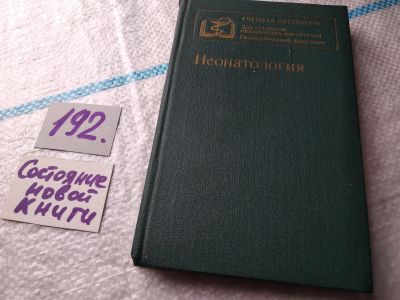 УЧЕБНАЯ ЛИТЕРАТУРА
Для студентов
медицинских институтов
Педиатрический факультет
Неонатология
192.
Состояние
новой
книги